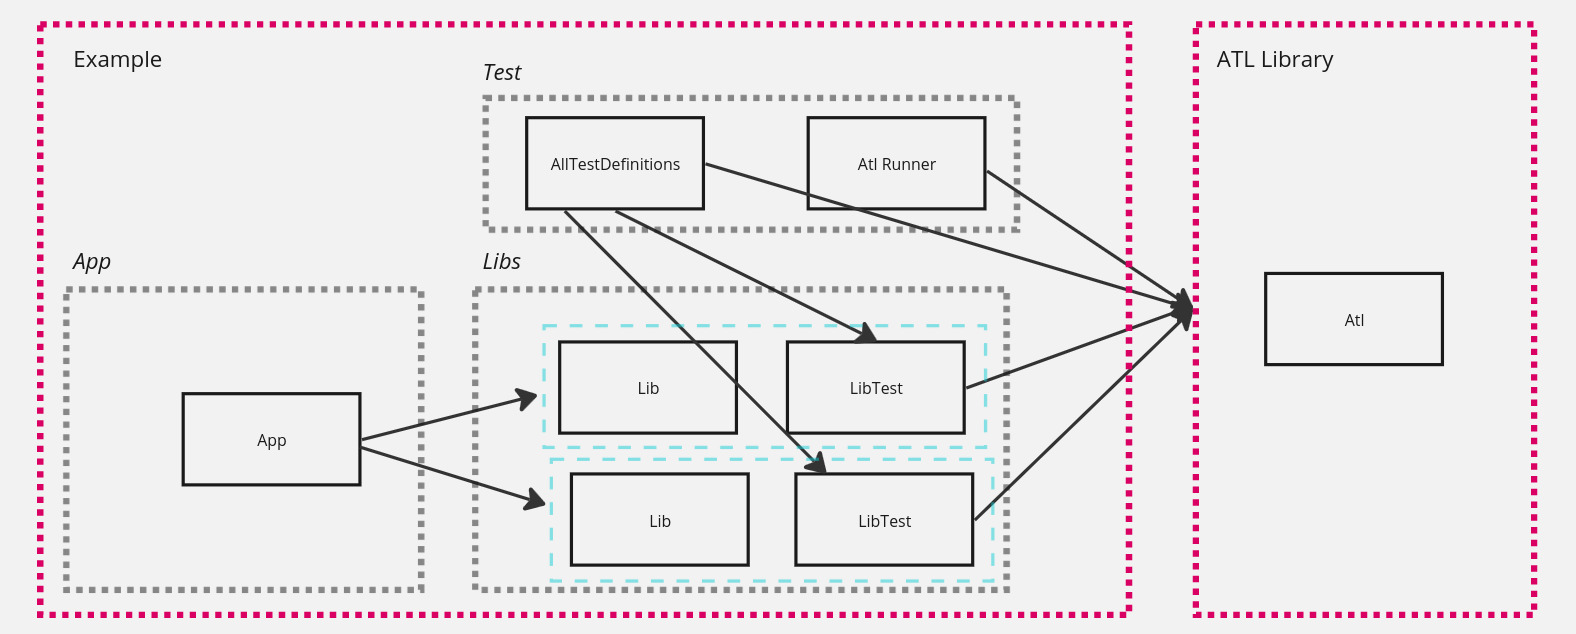 Example
ATL Library
Test
AllTestDefinitions
Atl Runner
App
Libs
Atl
Lib
LibTest
App
Lib
LibTest